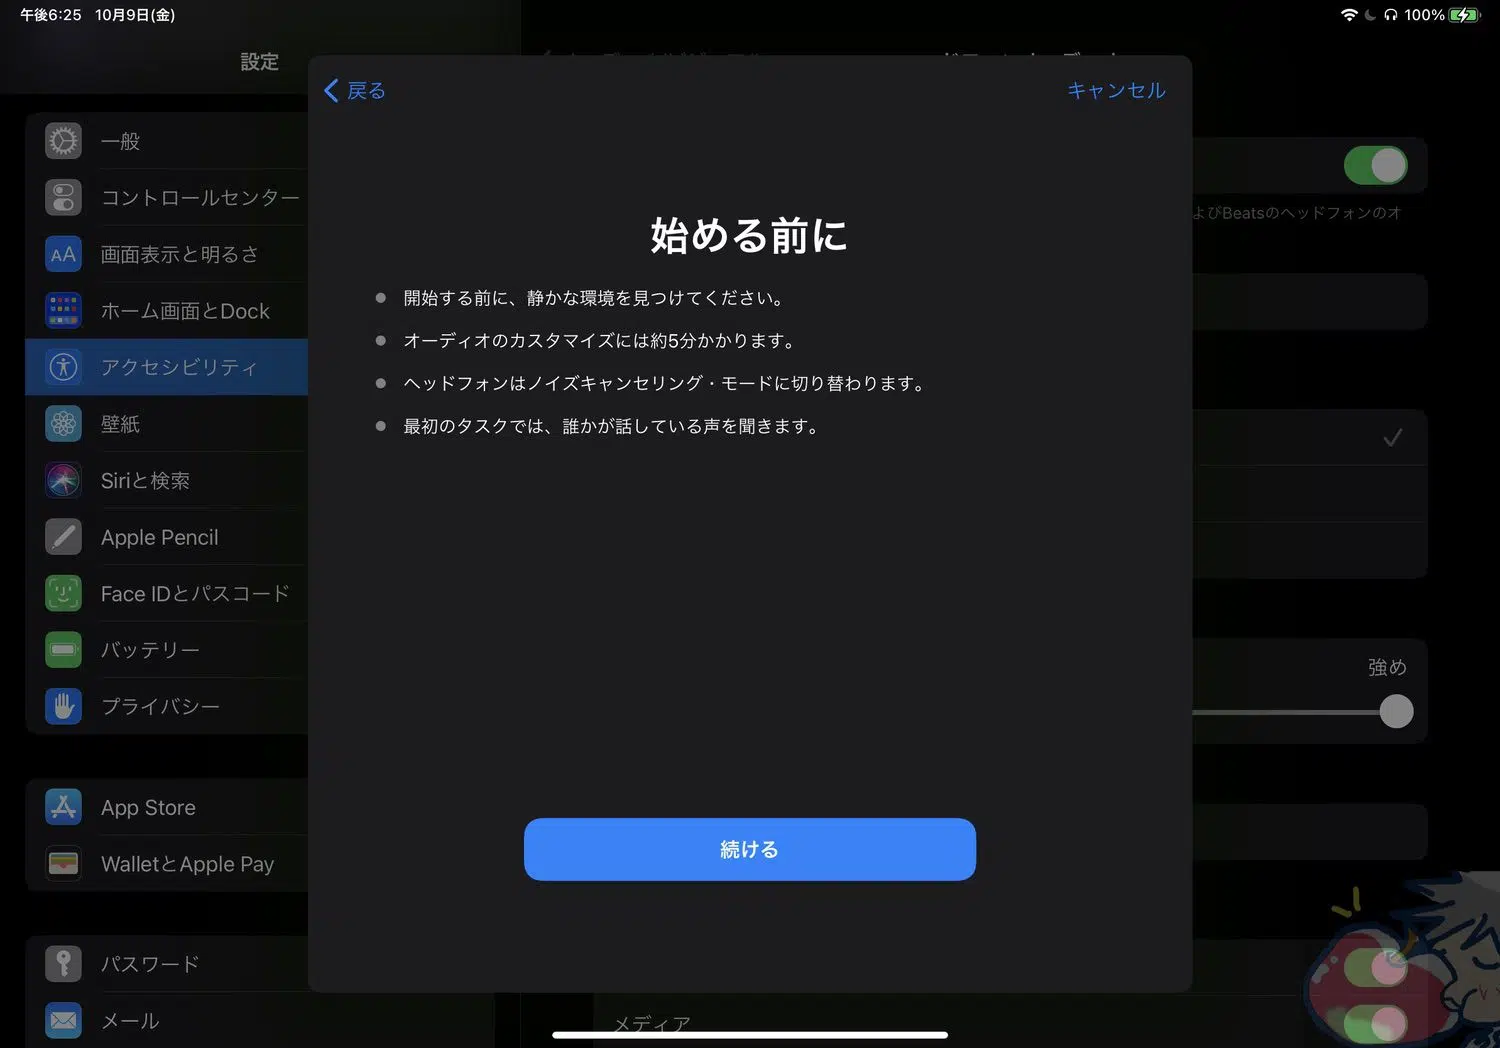 午後6:25 10月9日(金)
100%
設定
戻る
キャンセル
一般
コントロールセンター
画面表示と明るさ
ホーム画面とDock
アクセシビリティ
壁紙
Siriと検索
Apple Pencil
Face IDとパスコード
バッテリー
プライバシー
App Store
WalletとApple Pay
パスワード
メール
始める前に
開始する前に、静かな環境を見つけてください。
オーディオのカスタマイズには約5分かかります。
ヘッドフォンはノイズキャンセリング・モードに切り替わります。
最初のタスクでは、誰かが話している声を聞きます。
続ける
よびBeatsのヘッドフォンのオ
強め
メディア